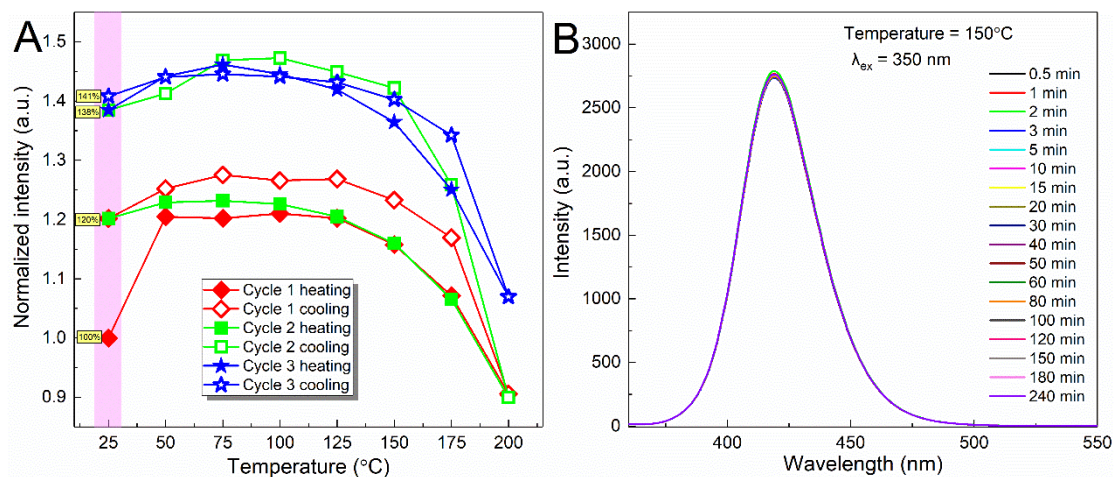 A
Normalized intensity (a.u.)
1.5
1.4
1.3
1.2
1.1
1.0
0.9
141%
138%
120%
100%
Cycle 1 heating
Cycle 1 cooling
Cycle 2 heating
Cycle 2 cooling
Cycle 3 heating
Cycle 3 cooling
25 50 75 100 125 150 175 200
Temperature (°C)
B
Intensity (a.u.)
3000
2500
2000
1500
1000
500
0
Temperature = 150°C
λex = 350 nm
0.5 min
1 min
2 min
3 min
5 min
10 min
15 min
20 min
30 min
40 min
50 min
60 min
80 min
100 min
120 min
150 min
180 min
240 min
400 450 500 550
Wavelength (nm)